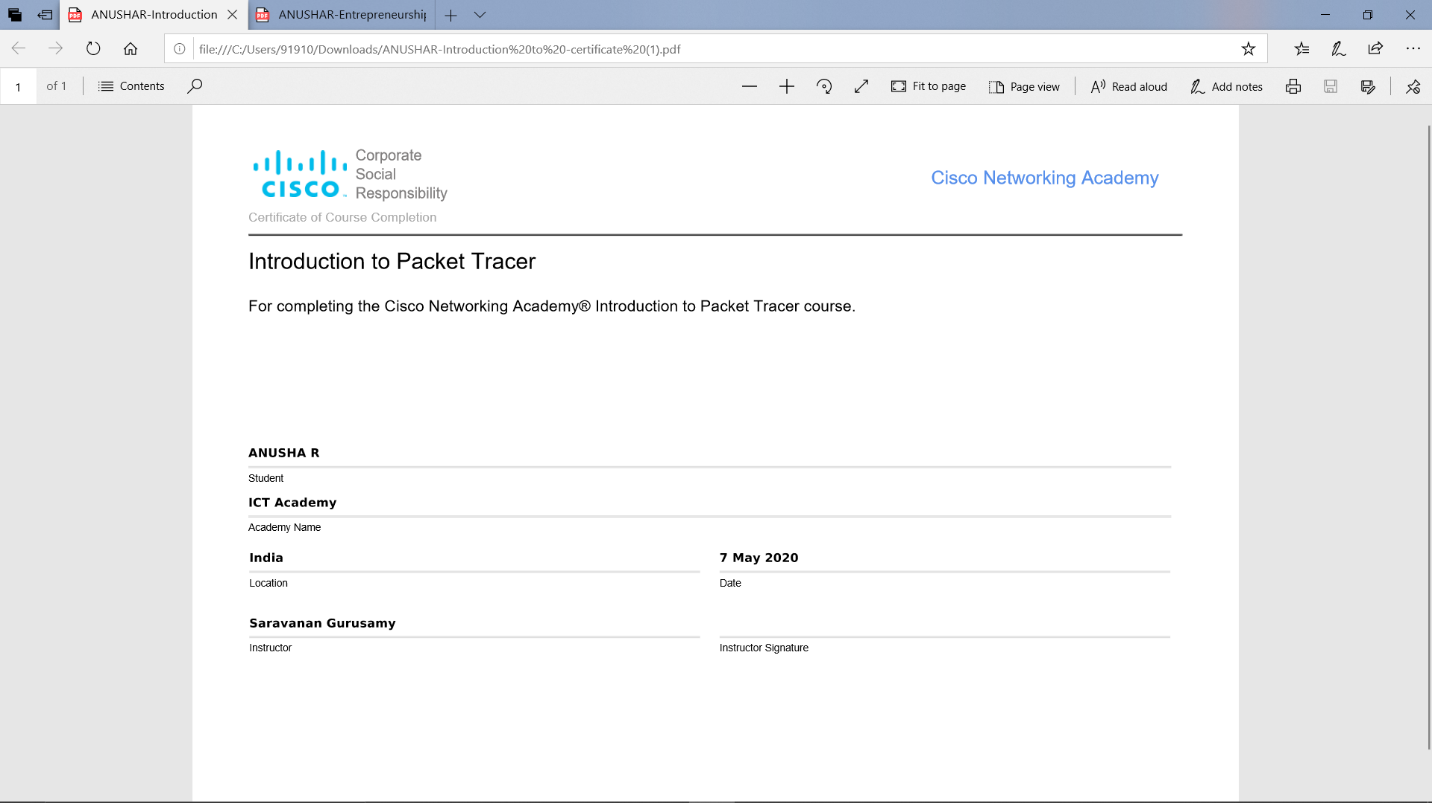 ANUSHAR-Introduction
ANUSHAR-Entrepreneurship
file:///C:/Users/91910/Downloads/ANUSHAR-Introduction%20to%20-certificate%20(1).pdf
1 of 1 Contents Fit to page Page view Read aloud Add notes
Corporate
Social
CISCO Responsibility
Cisco Networking Academy
Certificate of Course Completion
Introduction to Packet Tracer
For completing the Cisco Networking Academy® Introduction to Packet Tracer course.
ANUSHA R
Student
ICT Academy
Academy Name
India 7 May 2020
Location Date
Saravanan Gurusamy
Instructor Instructor Signature